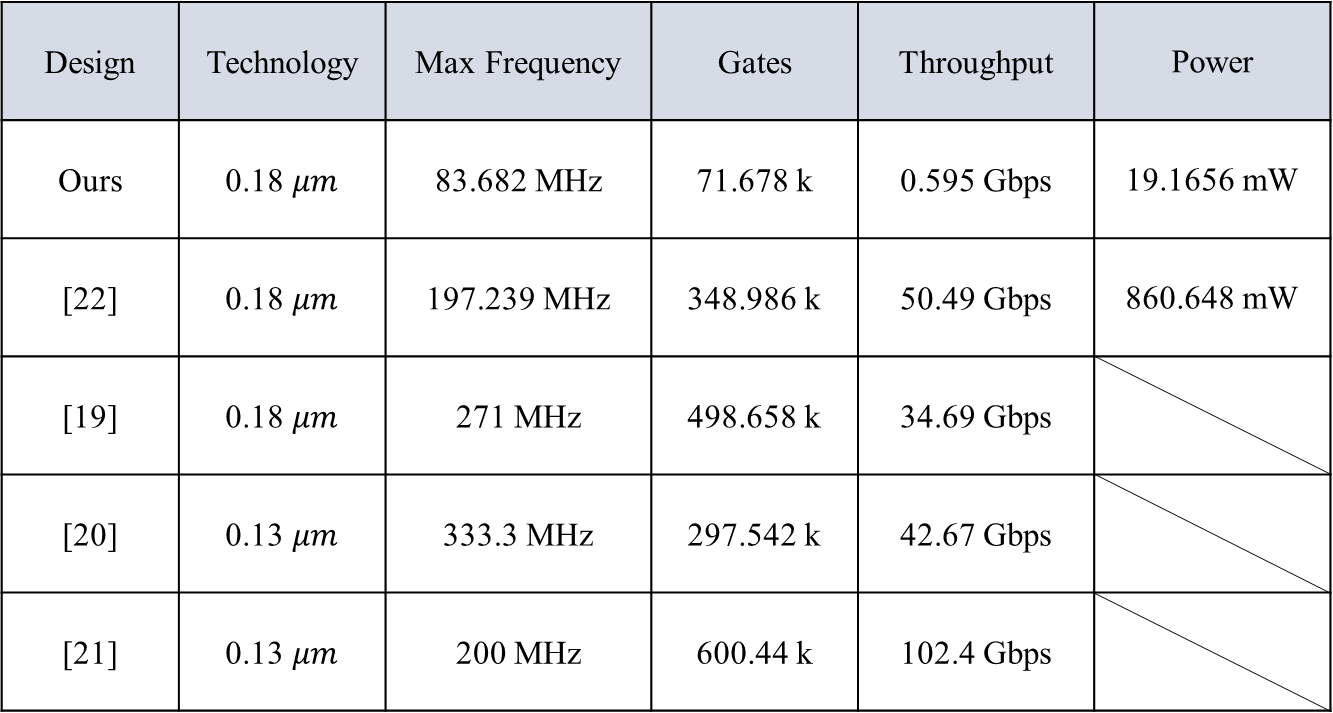 Design Technology Max Frequency Gates Throughput Power
Ours 0.18 μm 83.682 MHz 71.678 k 0.595 Gbps 19.1656 mW
[22] 0.18 μm 197.239 MHz 348.986 k 50.49 Gbps 860.648 mW
[19] 0.18 μm 271 MHz 498.658 k 34.69 Gbps
[20] 0.13 μm 333.3 MHz 297.542 k 42.67 Gbps
[21] 0.13 μm 200 MHz 600.44 k 102.4 Gbps